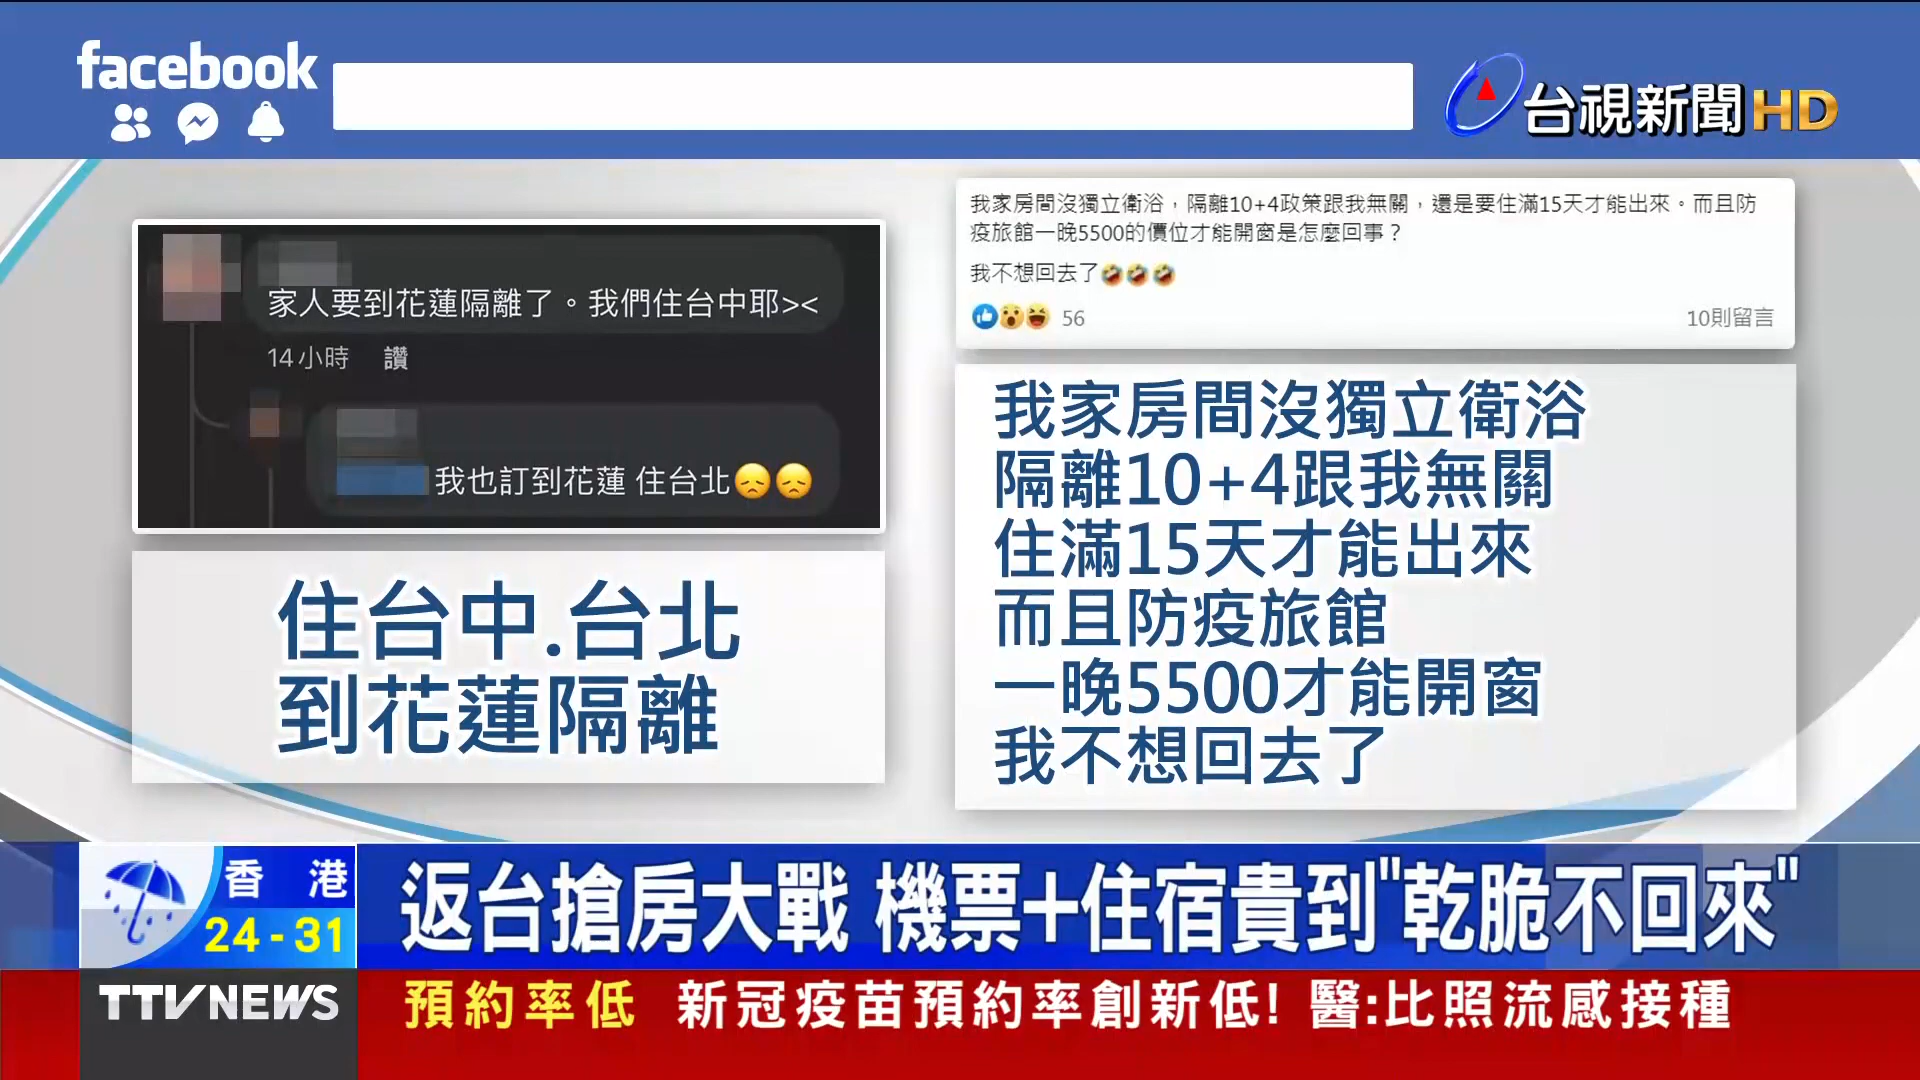 facebook
台視新聞HD
家人要到花蓮隔離了。我們住台中耶><
14小時 讚
我也訂到花蓮 住台北
住台中.台北
到花蓮隔離
我家房間沒獨立衛浴，隔離10+4政策跟我無關，還是要住滿15天才能出來。而且防
疫旅館一晚5500的價位才能開窗是怎麼回事？
我不想回去了🤣🤣🤣
56
10則留言
我家房間沒獨立衛浴
隔離10+4跟我無關
住滿15天才能出來
而且防疫旅館
一晚5500才能開窗
我不想回去了
香港
24-31
返台搶房大戰 機票+住宿貴到"乾脆不回來"
TTV NEWS
預約率低 新冠疫苗預約率創新低! 醫:比照流感接種